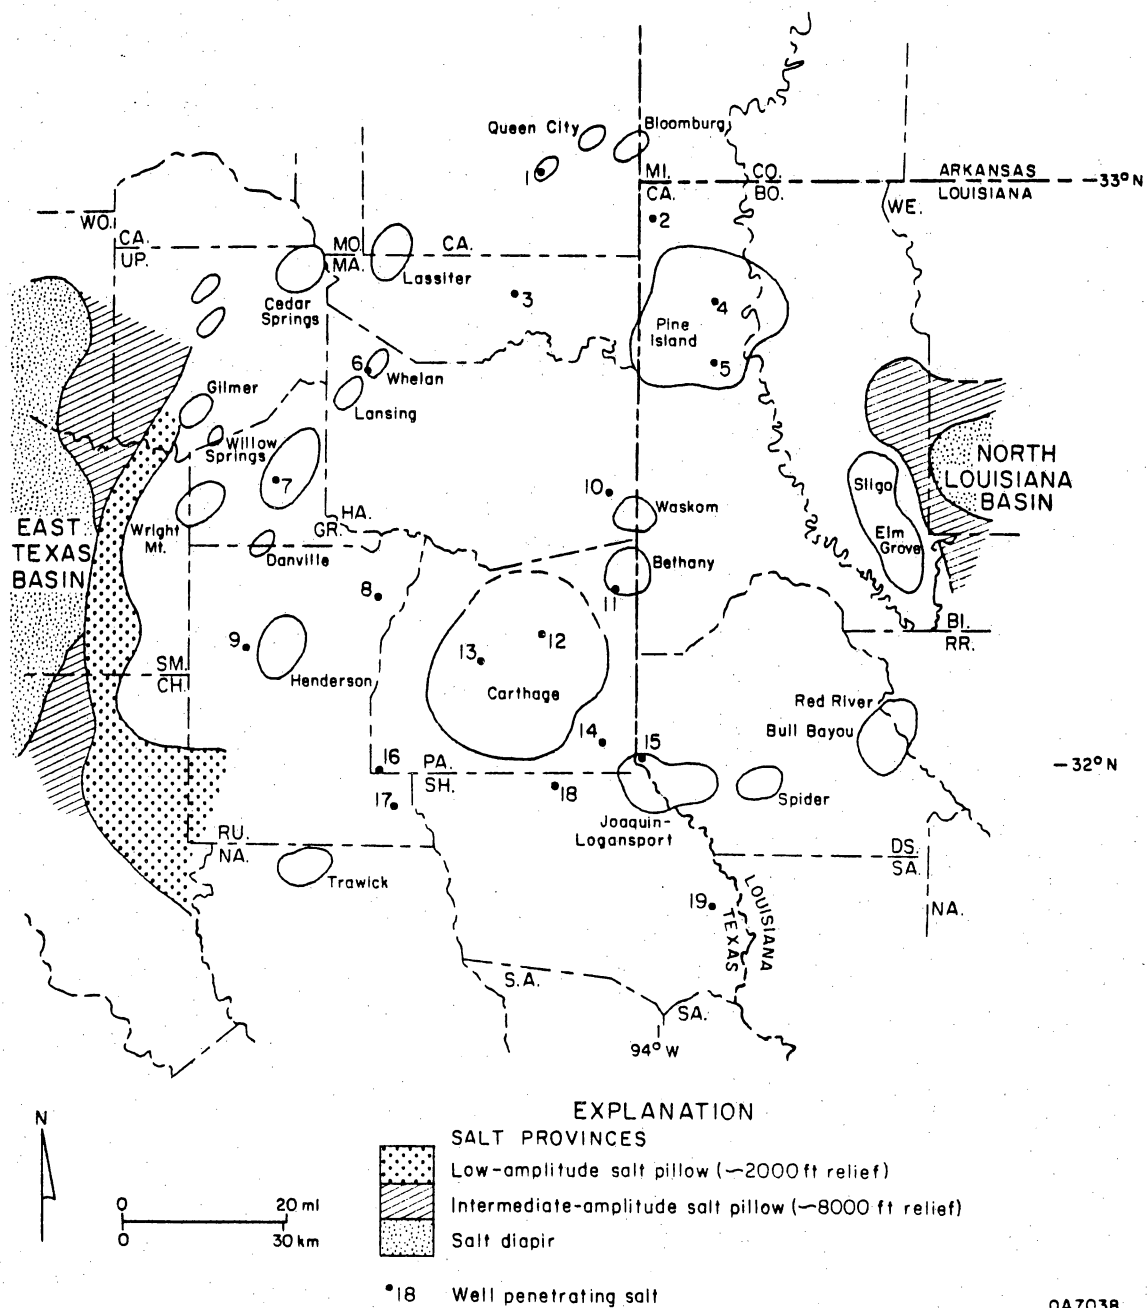 Queen City
Bloomburg
1
MI.
CO.
ARKANSAS
33°N
CA.
BO.
LOUISIANA
WE.
WO.
2
CA.
UP.
MO.
MA.
CA.
Lassiter
Cedar
Springs
3
4
Pine
Island
5
6
Whelan
Gilmer
Lansing
Willow
Springs
7
NORTH
LOUISIANA
BASIN
Sligo
Elm
Grove
10
Waskom
Wright
Mt.
HA.
GR.
EAST
TEXAS
BASIN
Danville
Bethany
8
11
9
12
13
BI.
RR.
SM.
CH.
Henderson
Carthage
Red River
Bull Bayou
14
15
16
PA.
SH.
32°N
17
18
Spider
Joaquin-
Logansport
RU.
NA.
DS.
SA.
Trawick
19
LOUISIANA
TEXAS
NA.
S.A.
SA.
94°W
EXPLANATION
N
SALT PROVINCES
Low-amplitude salt pillow (~2000 ft relief)
0 20 mi
Intermediate-amplitude salt pillow (~8000 ft relief)
0 30 km
Salt diapir
18 Well penetrating salt
QA7038